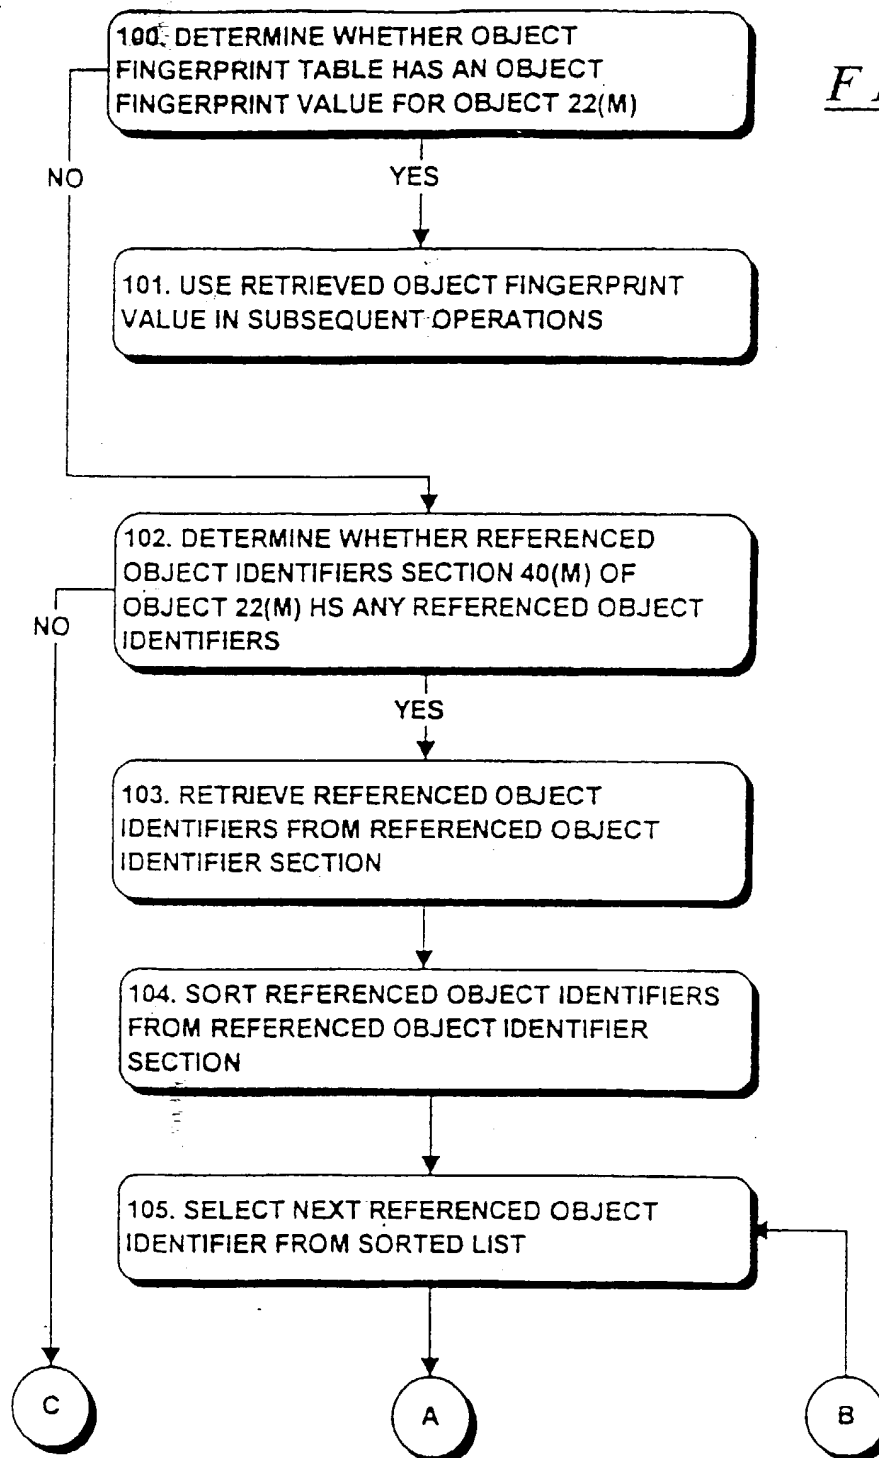 100. DETERMINE WHETHER OBJECT
FINGERPRINT TABLE HAS AN OBJECT
FINGERPRINT VALUE FOR OBJECT 22(M)
F
NO
YES
101. USE RETRIEVED OBJECT FINGERPRINT
VALUE IN SUBSEQUENT OPERATIONS
102. DETERMINE WHETHER REFERENCED
OBJECT IDENTIFIERS SECTION 40(M) OF
OBJECT 22(M) HS ANY REFERENCED OBJECT
IDENTIFIERS
NO
YES
103. RETRIEVE REFERENCED OBJECT
IDENTIFIERS FROM REFERENCED OBJECT
IDENTIFIER SECTION
104. SORT REFERENCED OBJECT IDENTIFIERS
FROM REFERENCED OBJECT IDENTIFIER
SECTION
105. SELECT NEXT REFERENCED OBJECT
IDENTIFIER FROM SORTED LIST
C
A
B